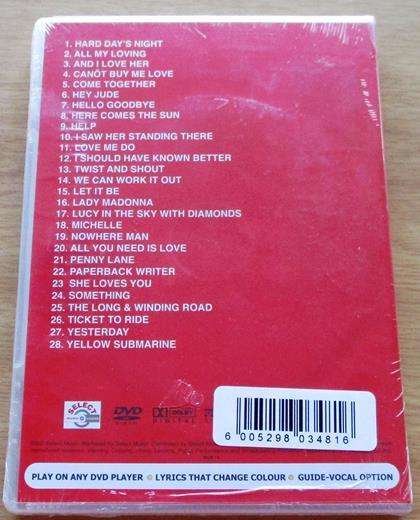 1. HARD DAY'S NIGHT
2. ALL MY LOVING
3. AND I LOVE HER
4. CANÓT BUY ME LOVE
5. COME TOGETHER
6. HEY JUDE
7. HELLO GOODBYE
8. HERE COMES THE SUN
9. HELP
10. I SAW HER STANDING THERE
11. LOVE ME DO
12. I SHOULD HAVE KNOWN BETTER
13. TWIST AND SHOUT
14. WE CAN WORK IT OUT
15. LET IT BE
16. LADY MADONNA
17. LUCY IN THE SKY WITH DIAMONDS
18. MICHELLE
19. NOWHERE MAN
20. ALL YOU NEED IS LOVE
21. PENNY LANE
22. PAPERBACK WRITER
23 SHE LOVES YOU
24. SOMETHING
25. THE LONG & WINDING ROAD
26. TICKET TO RIDE
27. YESTERDAY
28. YELLOW SUBMARINE
SELECT
DVD
DOLBY
DIGITAL
6 005298 034816
PLAY ON ANY DVD PLAYER LYRICS THAT CHANGE COLOUR GUIDE-VOCAL OPTION